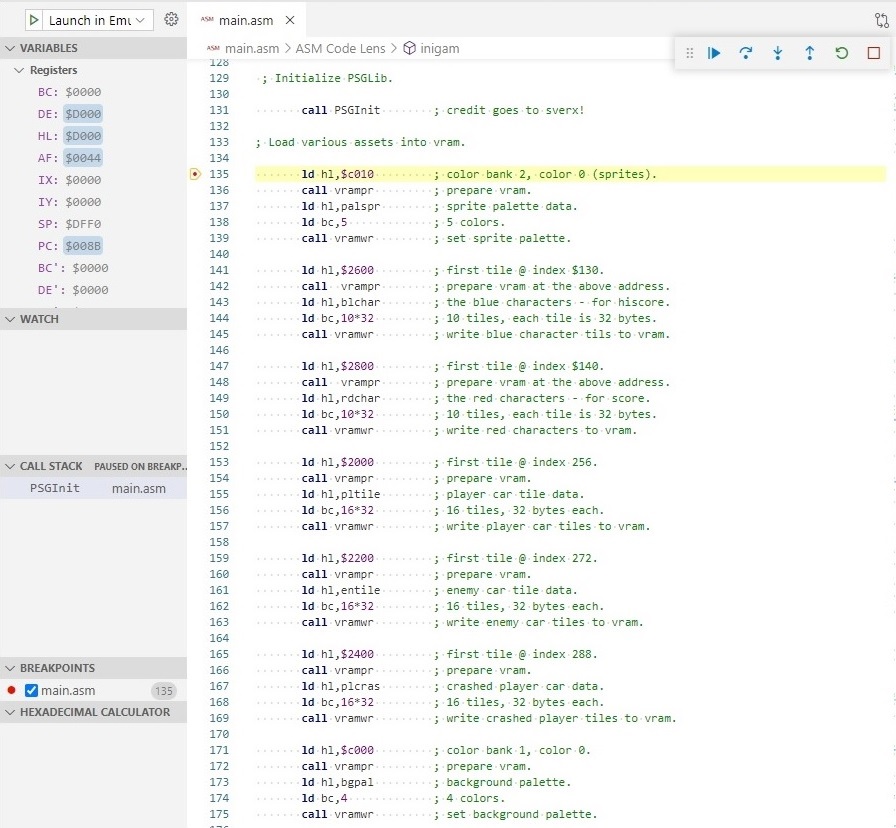 Launch in Emu
ASM main.asm
ASM main.asm > ASM Code Lens > inigam
VARIABLES
Registers
BC: $0000
DE: $D000
HL: $D000
AF: $0044
IX: $0000
IY: $0000
SP: $DFF0
PC: $008B
BC': $0000
DE': $0000
WATCH
CALL STACK PAUSED ON BREAKP..
PSGInit main.asm
BREAKPOINTS
main.asm 135
HEXADECIMAL CALCULATOR
128
129 ; Initialize PSGLib.
130
131 call PSGInit ; credit goes to sverx!
132
133 ; Load various assets into vram.
134
135 ld hl,$c010 ; color bank 2, color 0 (sprites).
136 call vrampr ; prepare vram.
137 ld hl,palspr ; sprite palette data.
138 ld bc,5 ; 5 colors.
139 call vramwr ; set sprite palette.
140
141 ld hl,$2600 ; first tile @ index $130.
142 call vrampr ; prepare vram at the above address.
143 ld hl,blchar ; the blue characters - for hiscore.
144 ld bc,10*32 ; 10 tiles, each tile is 32 bytes.
145 call vramwr ; write blue character tils to vram.
146
147 ld hl,$2800 ; first tile @ index $140.
148 call vrampr ; prepare vram at the above address.
149 ld hl,rdchar ; the red characters - for score.
150 ld bc,10*32 ; 10 tiles, each tile is 32 bytes.
151 call vramwr ; write red characters to vram.
152
153 ld hl,$2000 ; first tile @ index 256.
154 call vrampr ; prepare vram.
155 ld hl,pltile ; player car tile data.
156 ld bc,16*32 ; 16 tiles, 32 bytes each.
157 call vramwr ; write player car tiles to vram.
158
159 ld hl,$2200 ; first tile @ index 272.
160 call vrampr ; prepare vram.
161 ld hl,entile ; enemy car tile data.
162 ld bc,16*32 ; 16 tiles, 32 bytes each.
163 call vramwr ; write enemy car tiles to vram.
164
165 ld hl,$2400 ; first tile @ index 288.
166 call vrampr ; prepare vram.
167 ld hl,plcras ; crashed player car data.
168 ld bc,16*32 ; 16 tiles, 32 bytes each.
169 call vramwr ; write crashed player tiles to vram.
170
171 ld hl,$c000 ; color bank 1, color 0.
172 call vrampr ; prepare vram.
173 ld hl,bgpal ; background palette.
174 ld bc,4 ; 4 colors.
175 call vramwr ; set background palette.